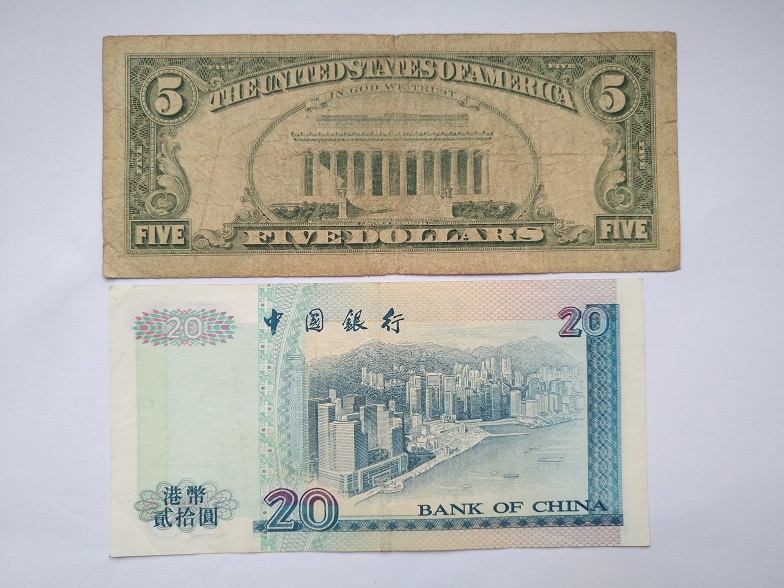 5 THE UNITED STATES OF AMERICA 5
IN GOD WE TRUST
FIVE FIVE DOLLARS FIVE
20 中國銀行 20
港幣
貳拾圓
20 BANK OF CHINA